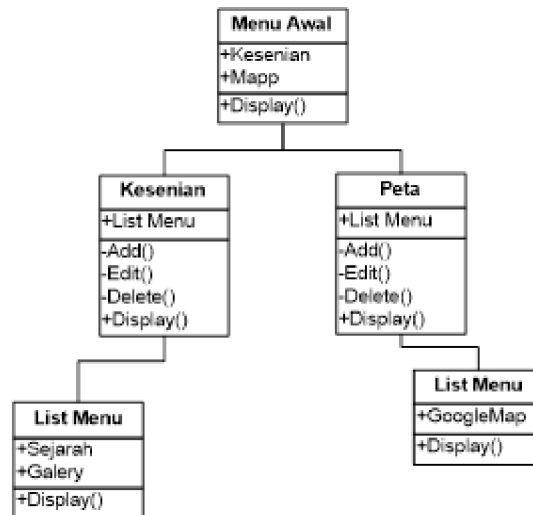 Menu Awal
+Kesenian
+Mapp
+Display()
Kesenian
+List Menu
-Add()
-Edit()
-Delete()
+Display()
Peta
+List Menu
-Add()
-Edit()
-Delete()
+Display()
List Menu
+Sejarah
+Galery
+Display()
List Menu
+GoogleMap
+Display()